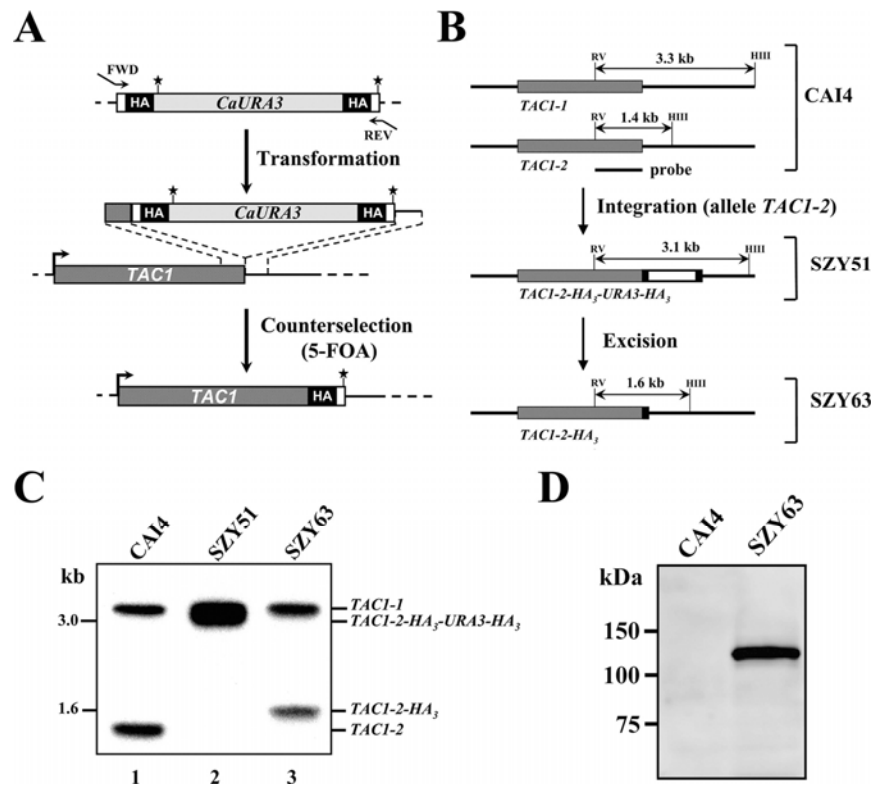 A
FWD
HA
CaURA3
HA
REV
Transformation
HA
CaURA3
HA
TAC1
Counterselection
(5-FOA)
TAC1
HA
B
RV
3.3 kb
HIII
TAC1-1
RV
1.4 kb
HIII
TAC1-2
probe
CAI4
Integration (allele TAC1-2)
RV
3.1 kb
HIII
TAC1-2-HA3-URA3-HA3
SZY51
Excision
RV
1.6 kb
HIII
TAC1-2-HA3
SZY63
C
CAI4
SZY51
SZY63
kb
3.0
1.6
TAC1-1
TAC1-2-HA3-URA3-HA3
TAC1-2-HA3
TAC1-2
1 2 3
D
CAI4
SZY63
kDa
150
100
75